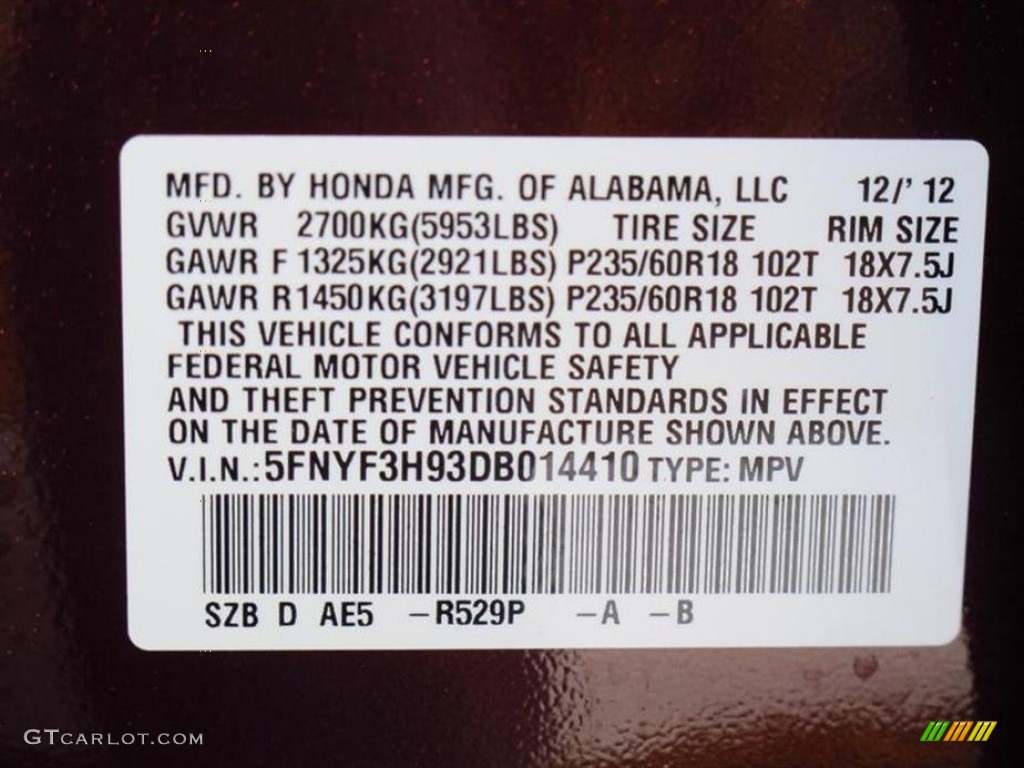 MFD. BY HONDA MFG. OF ALABAMA, LLC 12/' 12
GVWR 2700KG(5953LBS) TIRE SIZE RIM SIZE
GAWR F 1325KG(2921LBS) P235/60R18 102T 18X7.5J
GAWR R1450KG(3197LBS) P235/60R18 102T 18X7.5J
THIS VEHICLE CONFORMS TO ALL APPLICABLE
FEDERAL MOTOR VEHICLE SAFETY
AND THEFT PREVENTION STANDARDS IN EFFECT
ON THE DATE OF MANUFACTURE SHOWN ABOVE.
V.I.N.: 5FNYF3H93DB014410 TYPE: MPV
SZB D AE5 -R529P -A -B
GTCARLOT.COM